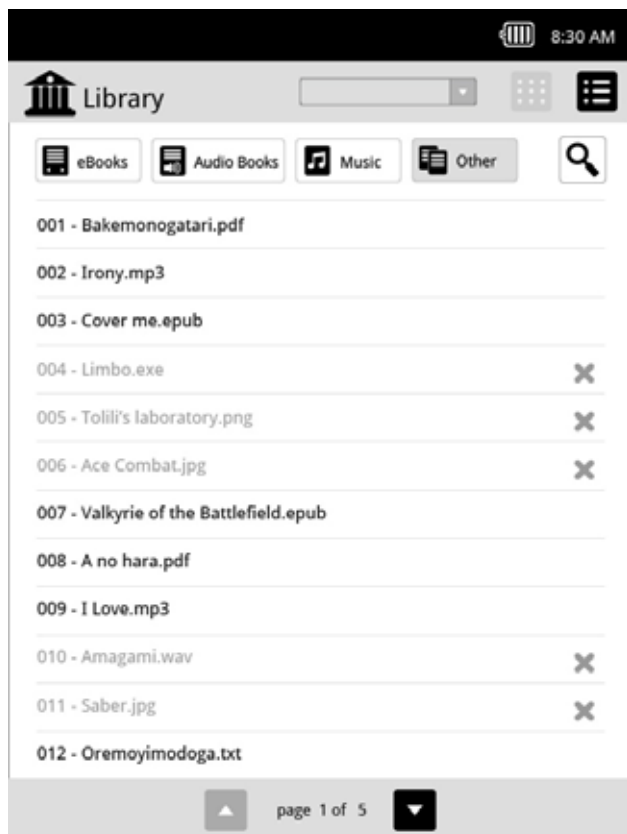 8:30 AM
Library
eBooks Audio Books Music Other
001 - Bakemonogatari.pdf
002 - Irony.mp3
003 - Cover me.epub
004 - Limbo.exe
005 - Tolili's laboratory.png
006 - Ace Combat.jpg
007 - Valkyrie of the Battlefield.epub
008 - A no hara.pdf
009 - I Love.mp3
010 - Amagami.wav
011 - Saber.jpg
012 - Oremoyimodoga.txt
page 1 of 5